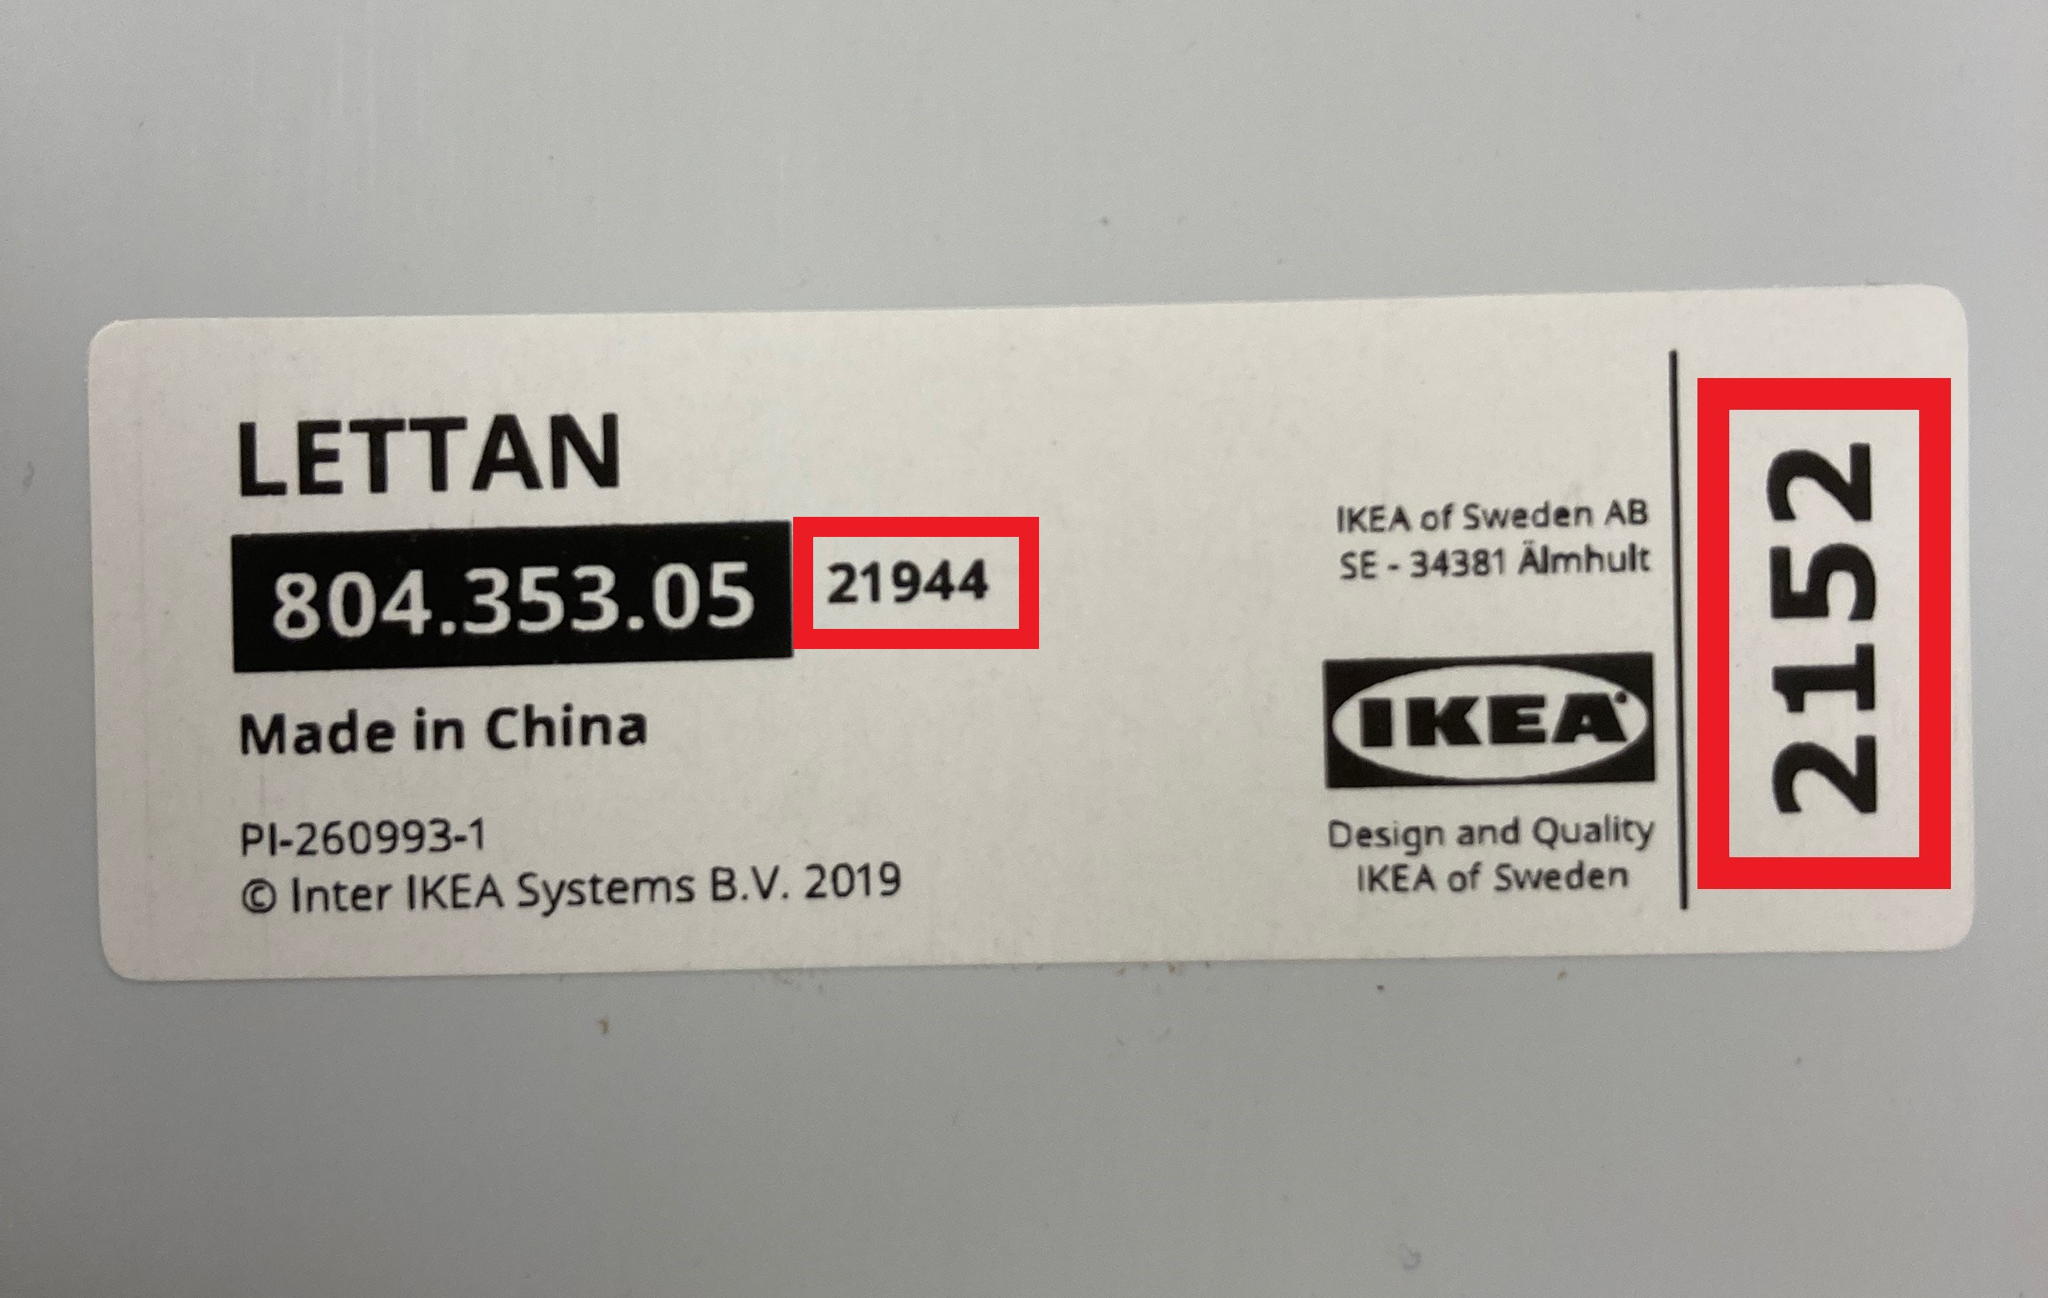 LETTAN
804.353.05 21944
Made in China
PI-260993-1
© Inter IKEA Systems B.V. 2019
IKEA of Sweden AB
SE - 34381 Älmhult
IKEA®
Design and Quality
IKEA of Sweden
2152